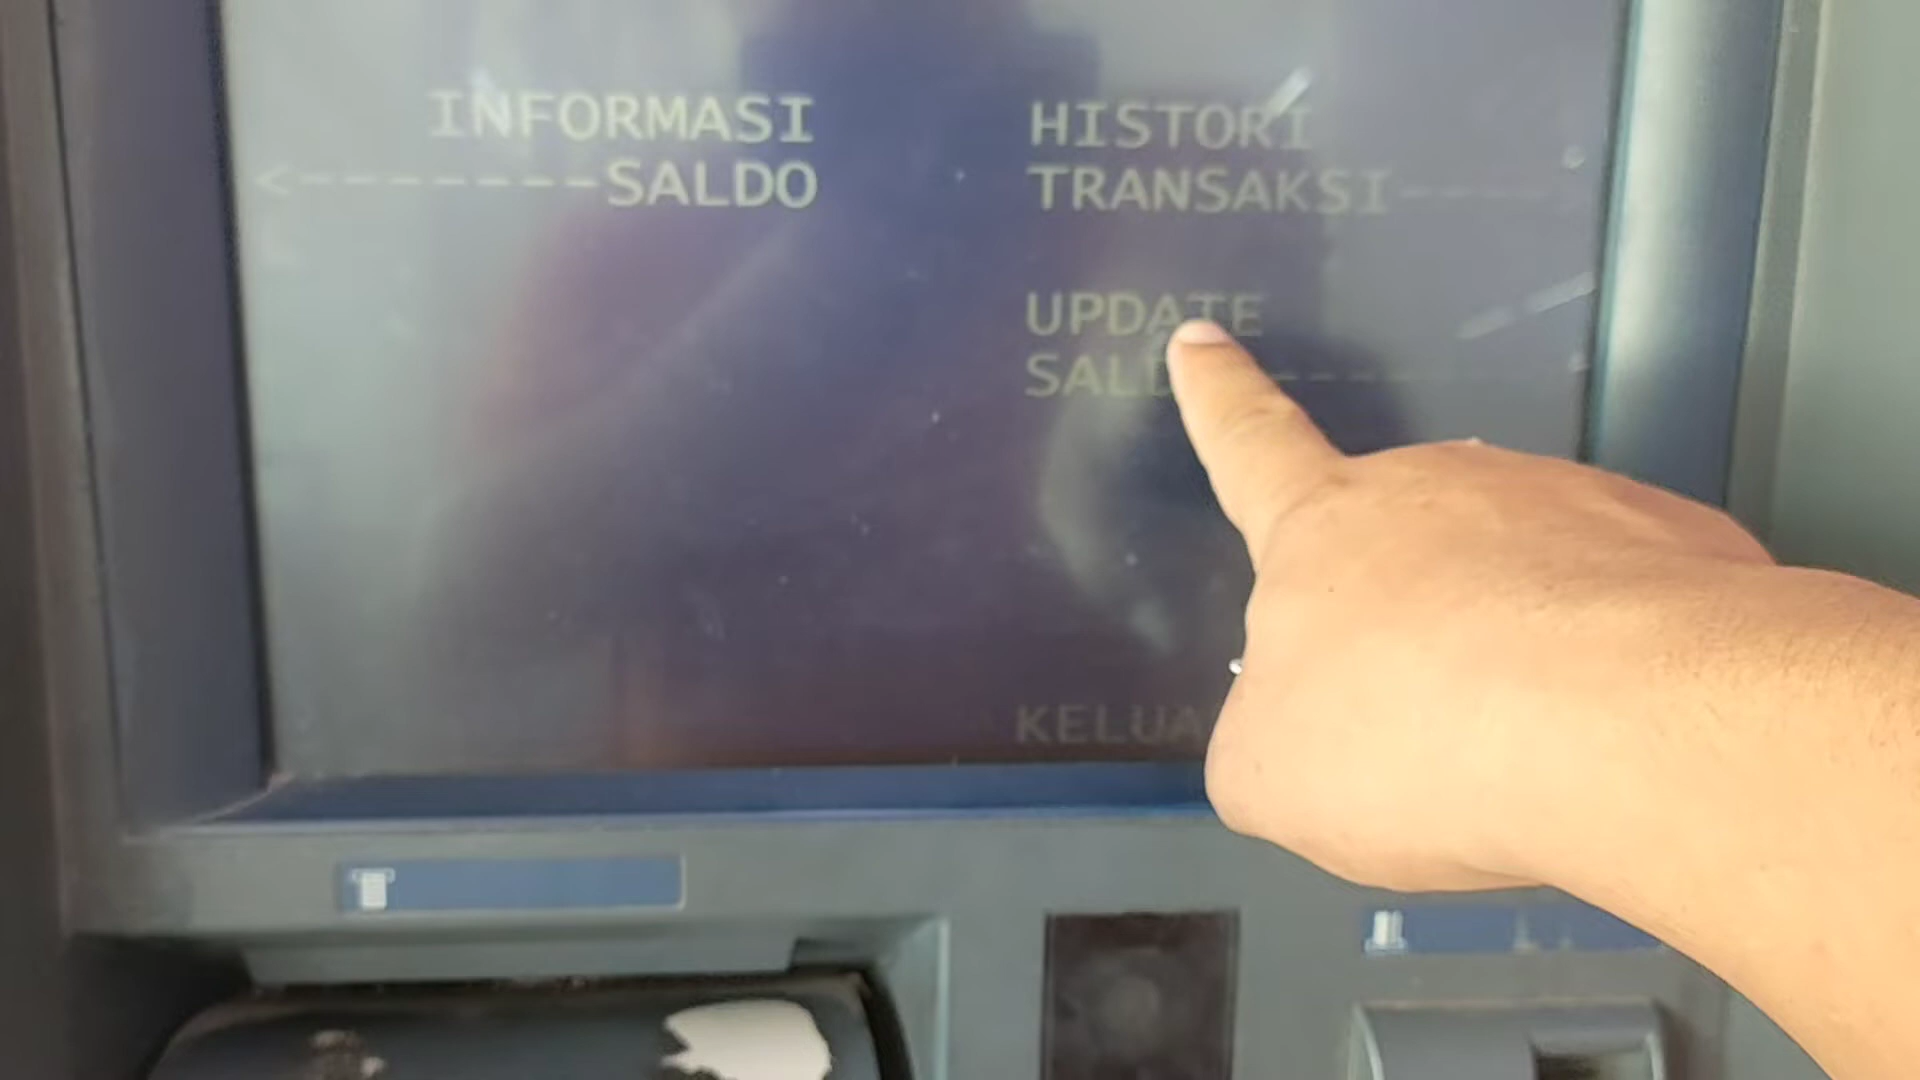 INFORMASI
<--------SALDO
HISTORI
TRANSAKSI----
UPDATE